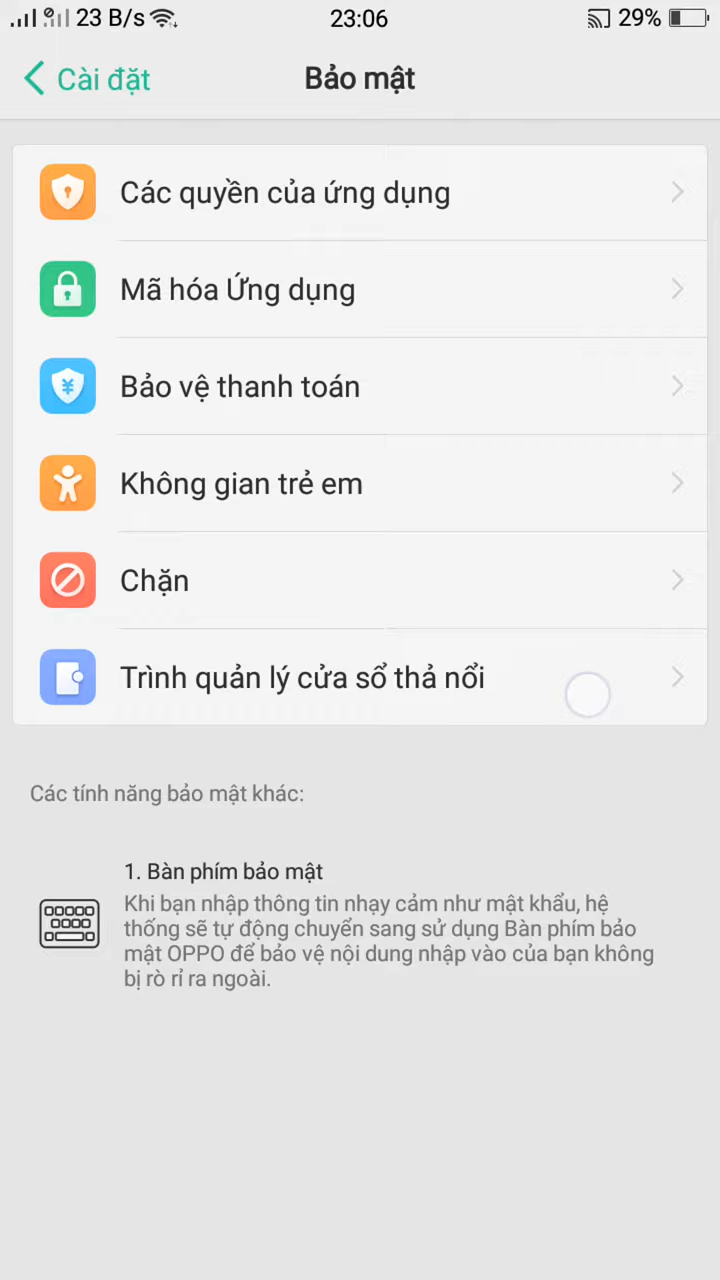 23 B/s
23:06
29%
Cài đặt
Bảo mật
Các quyền của ứng dụng
Mã hóa Ứng dụng
Bảo vệ thanh toán
Không gian trẻ em
Chặn
Trình quản lý cửa sổ thả nổi
Các tính năng bảo mật khác:
1. Bàn phím bảo mật
Khi bạn nhập thông tin nhạy cảm như mật khẩu, hệ
thống sẽ tự động chuyển sang sử dụng Bàn phím bảo
mật OPPO để bảo vệ nội dung nhập vào của bạn không
bị rò rỉ ra ngoài.